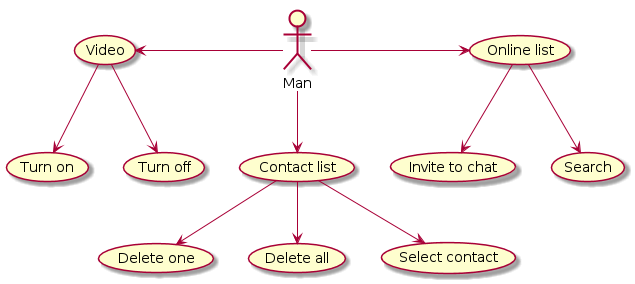 Video
Online list
Man
Turn on
Turn off
Contact list
Invite to chat
Search
Delete one
Delete all
Select contact